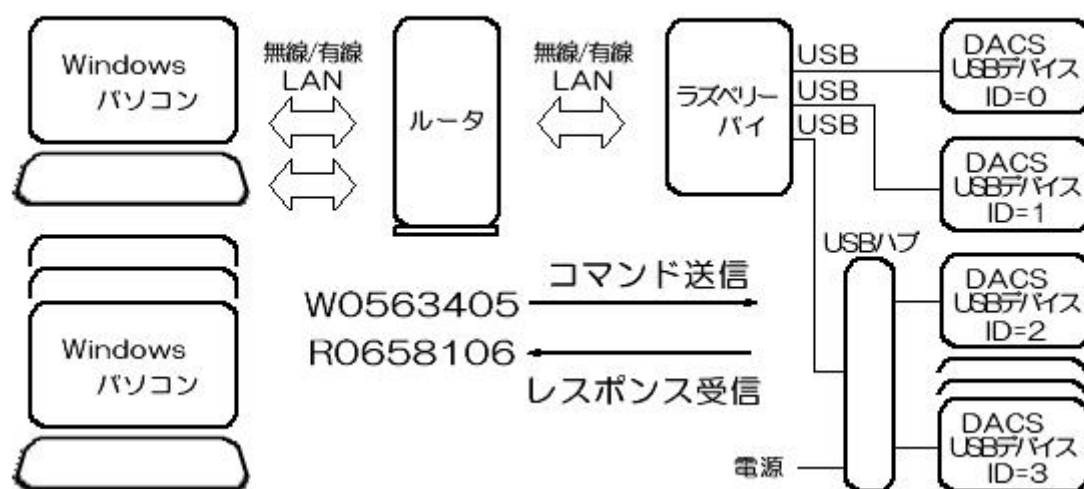 Windows
パソコン
無線/有線
LAN
ルータ
無線/有線
LAN
ラズベリー
パイ
USB
USB
USB
DACS
USBデバイス
ID=0
DACS
USBデバイス
ID=1
USBハブ
DACS
USBデバイス
ID=2
DACS
USBデバイス
ID=3
電源
コマンド送信
W0563405
R0658106
レスポンス受信
Windows
パソコン